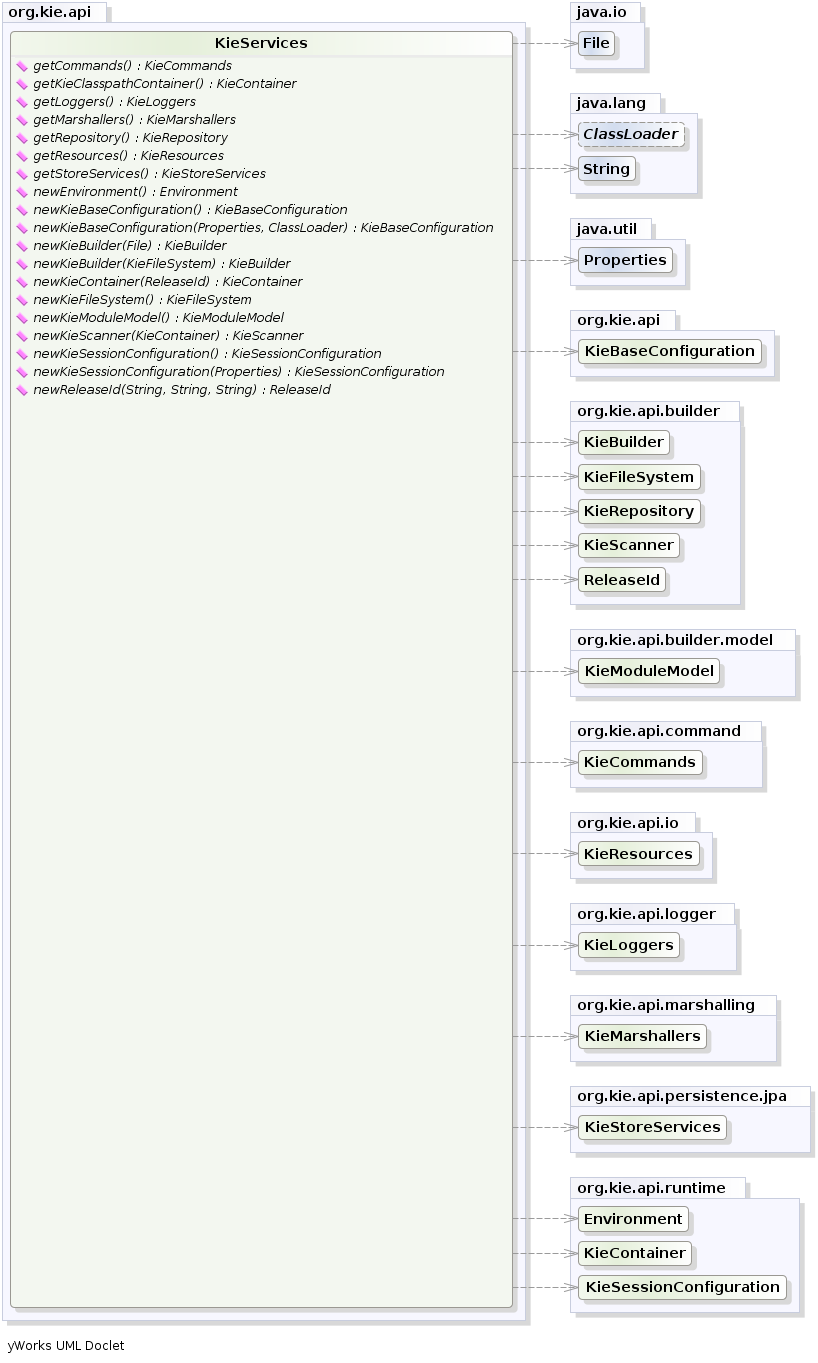 org.kie.api
KieServices
getCommands() : KieCommands
getKieClasspathContainer() : KieContainer
getLoggers() : KieLoggers
getMarshallers() : KieMarshallers
getRepository() : KieRepository
getResources() : KieResources
getStoreServices() : KieStoreServices
newEnvironment() : Environment
newKieBaseConfiguration() : KieBaseConfiguration
newKieBaseConfiguration(Properties, ClassLoader) : KieBaseConfiguration
newKieBuilder(File) : KieBuilder
newKieBuilder(KieFileSystem) : KieBuilder
newKieContainer(ReleaseId) : KieContainer
newKieFileSystem() : KieFileSystem
newKieModuleModel() : KieModuleModel
newKieScanner(KieContainer) : KieScanner
newKieSessionConfiguration() : KieSessionConfiguration
newKieSessionConfiguration(Properties) : KieSessionConfiguration
newReleaseId(String, String, String) : ReleaseId
java.io
File
java.lang
ClassLoader
String
java.util
Properties
org.kie.api
KieBaseConfiguration
org.kie.api.builder
KieBuilder
KieFileSystem
KieRepository
KieScanner
ReleaseId
org.kie.api.builder.model
KieModuleModel
org.kie.api.command
KieCommands
org.kie.api.io
KieResources
org.kie.api.logger
KieLoggers
org.kie.api.marshalling
KieMarshallers
org.kie.api.persistence.jpa
KieStoreServices
org.kie.api.runtime
Environment
KieContainer
KieSessionConfiguration
yWorks UML Doclet